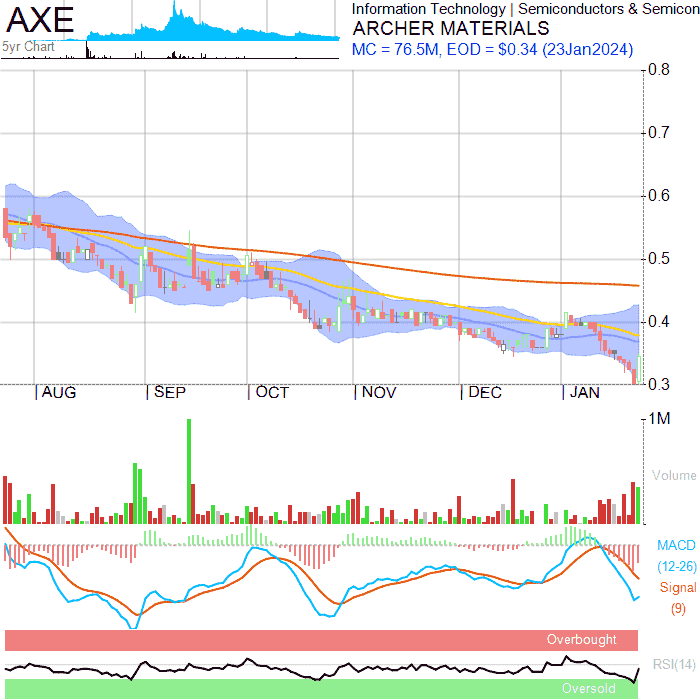 AXE
5yr Chart
Information Technology | Semiconductors & Semicon
ARCHER MATERIALS
MC = 76.5M, EOD = $0.34 (23Jan2024)
0.8
0.7
0.6
0.5
0.4
0.3
AUG SEP OCT NOV DEC JAN
1M
Volume
MACD
(12-26)
Signal
(9)
Overbought
RSI(14)
Oversold